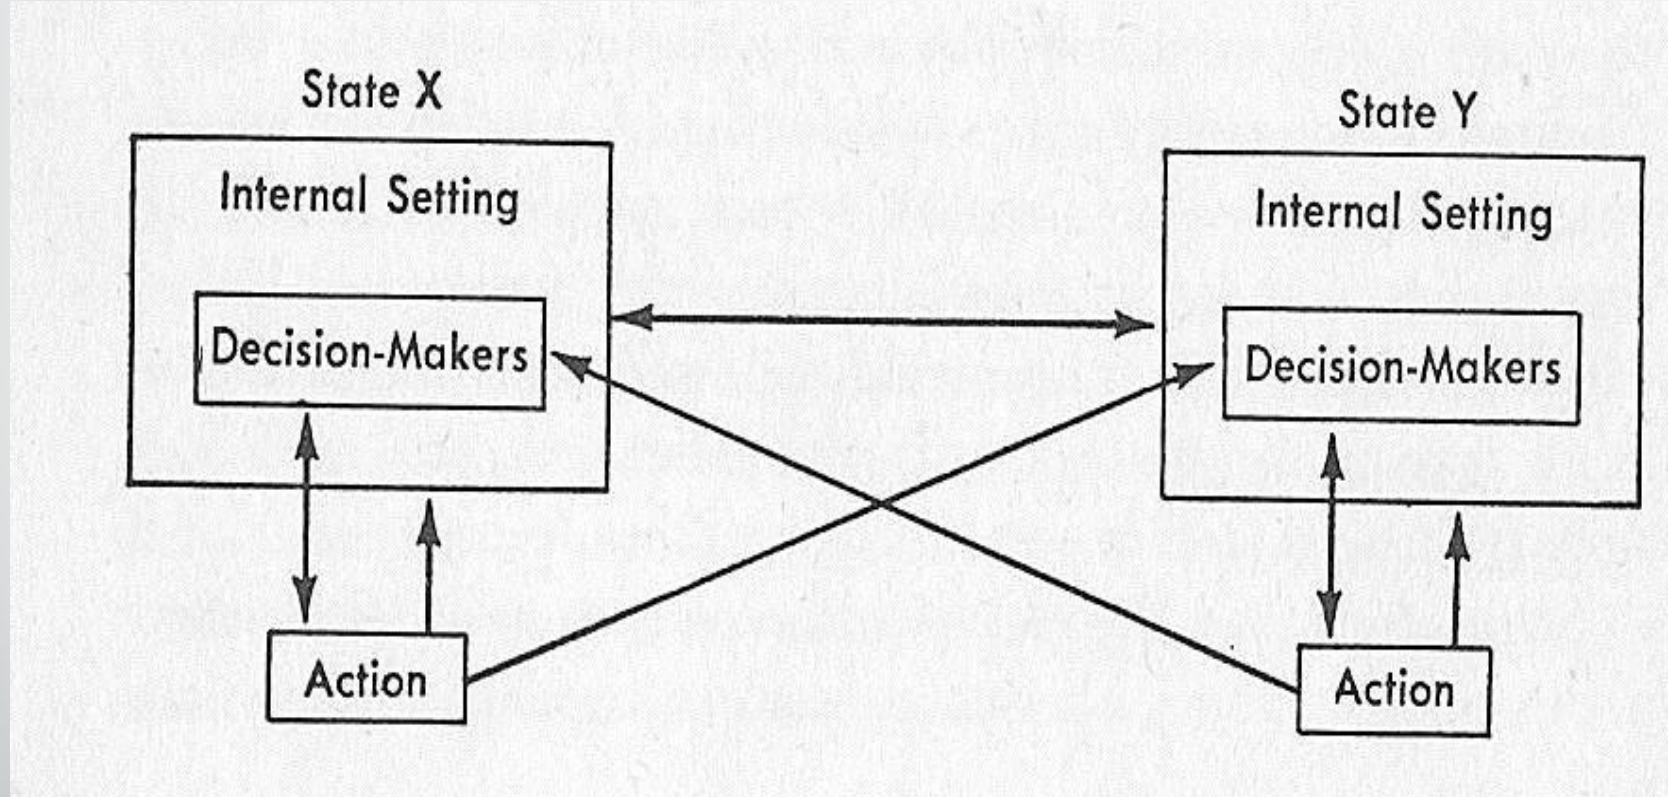 State X
Internal Setting
Decision-Makers
Action
State Y
Internal Setting
Decision-Makers
Action